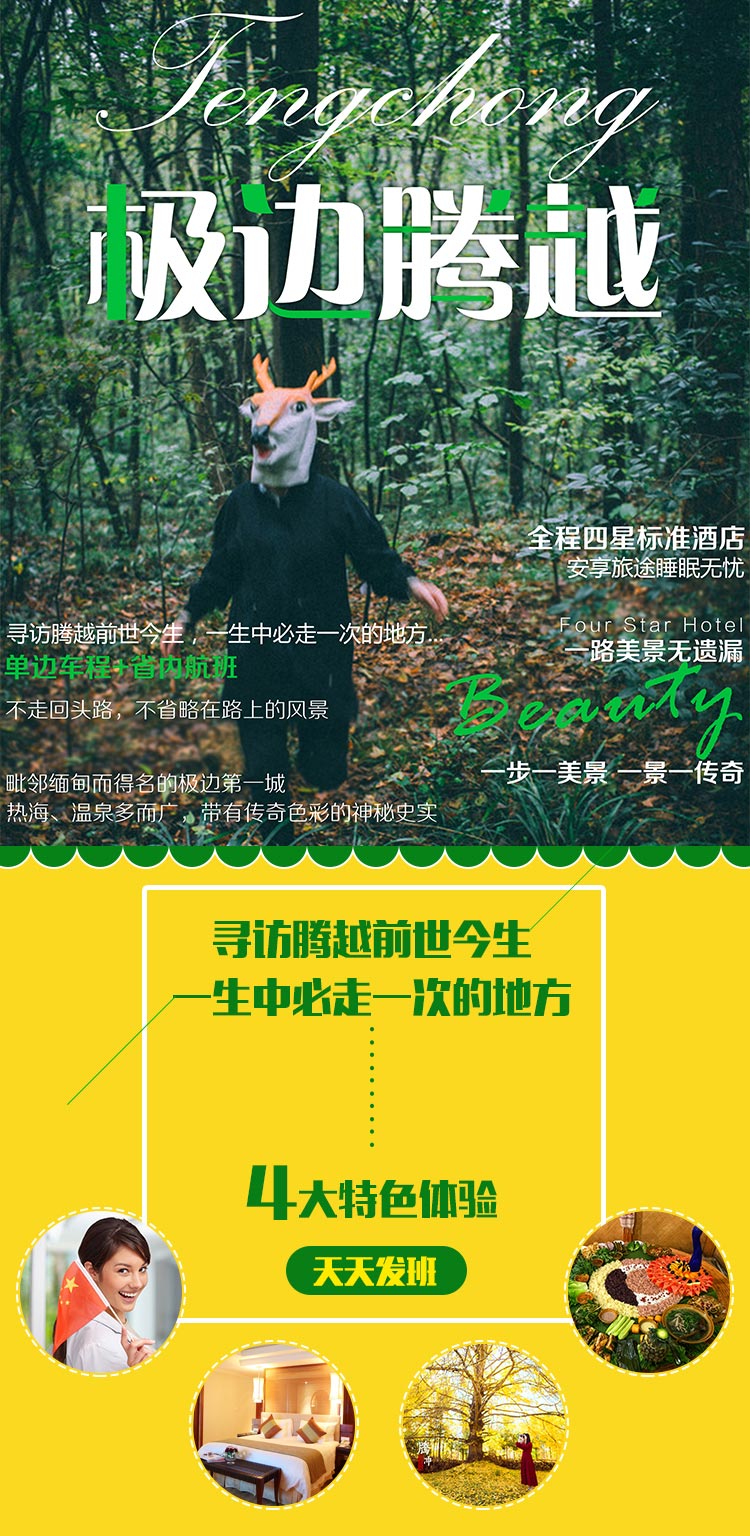 Tengchong
极边腾越
全程四星标准酒店
安享旅途睡眠无忧
Four Star Hotel
一路美景无遗漏
Beauty
一步一美景 一景一传奇
寻访腾越前世今生，一生中必走一次的地方...
单边车程+省内航班
不走回头路，不省略在路上的风景
毗邻缅甸而得名的极边第一城
热海、温泉多而广，带有传奇色彩的神秘史实
寻访腾越前世今生
一生中必走一次的地方
4大特色体验
天天发班
腾冲